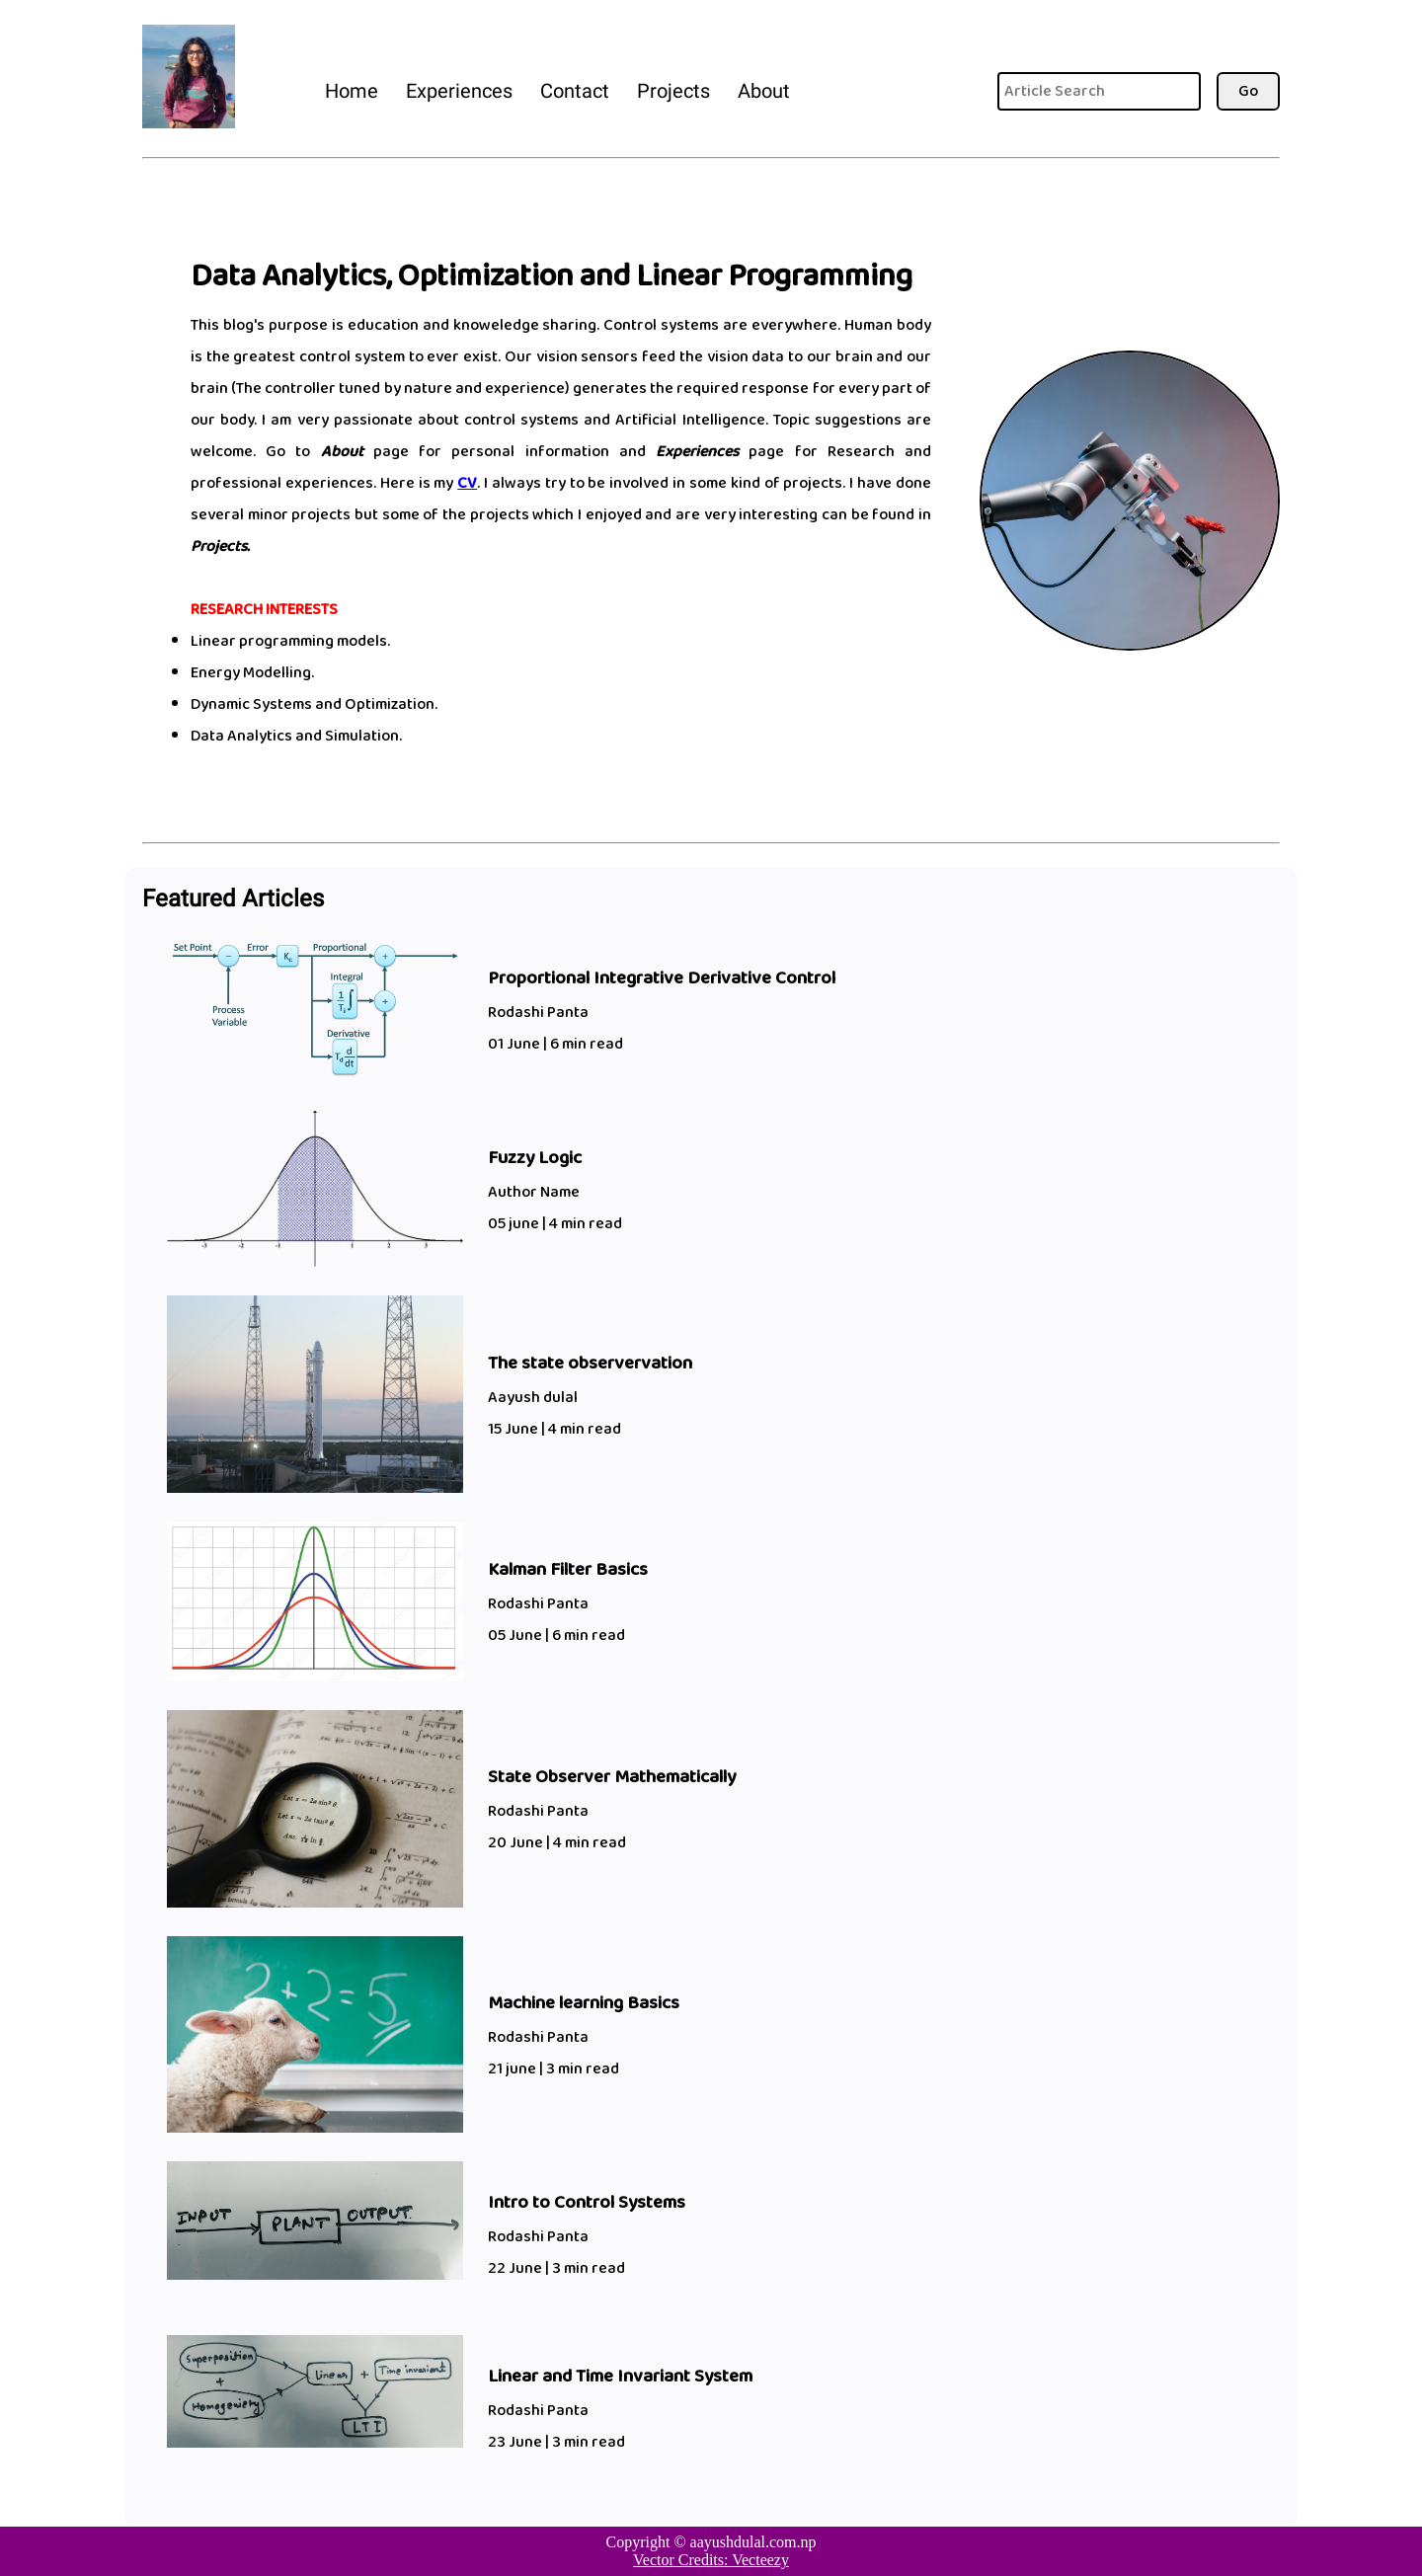 Home Experiences Contact Projects About
Article Search Go
Data Analytics, Optimization and Linear Programming
This blog's purpose is education and knoweledge sharing. Control systems are everywhere. Human body
is the greatest control system to ever exist. Our vision sensors feed the vision data to our brain and our
brain (The controller tuned by nature and experience) generates the required response for every part of
our body. I am very passionate about control systems and Artificial Intelligence. Topic suggestions are
welcome. Go to About page for personal information and Experiences page for Research and
professional experiences. Here is my CV. I always try to be involved in some kind of projects. I have done
several minor projects but some of the projects which I enjoyed and are very interesting can be found in
Projects.
RESEARCH INTERESTS
Linear programming models.
Energy Modelling.
Dynamic Systems and Optimization.
Data Analytics and Simulation.
Featured Articles
Set Point Error Proportional
− Kc +
Integral
1/Ti ∫ +
Process
Variable
Derivative
Td d/dt
Proportional Integrative Derivative Control
Rodashi Panta
01 June | 6 min read
-3 -2 -1 1 2 3
Fuzzy Logic
Author Name
05 june | 4 min read
The state observervation
Aayush dulal
15 June | 4 min read
Kalman Filter Basics
Rodashi Panta
05 June | 6 min read
State Observer Mathematically
Rodashi Panta
20 June | 4 min read
2+2=5
Machine learning Basics
Rodashi Panta
21 june | 3 min read
INPUT PLANT OUTPUT
Intro to Control Systems
Rodashi Panta
22 June | 3 min read
Superposition
+
Homogeniety
Linear + Time invariant
LTI
Linear and Time Invariant System
Rodashi Panta
23 June | 3 min read
Copyright © aayushdulal.com.np
Vector Credits: Vecteezy